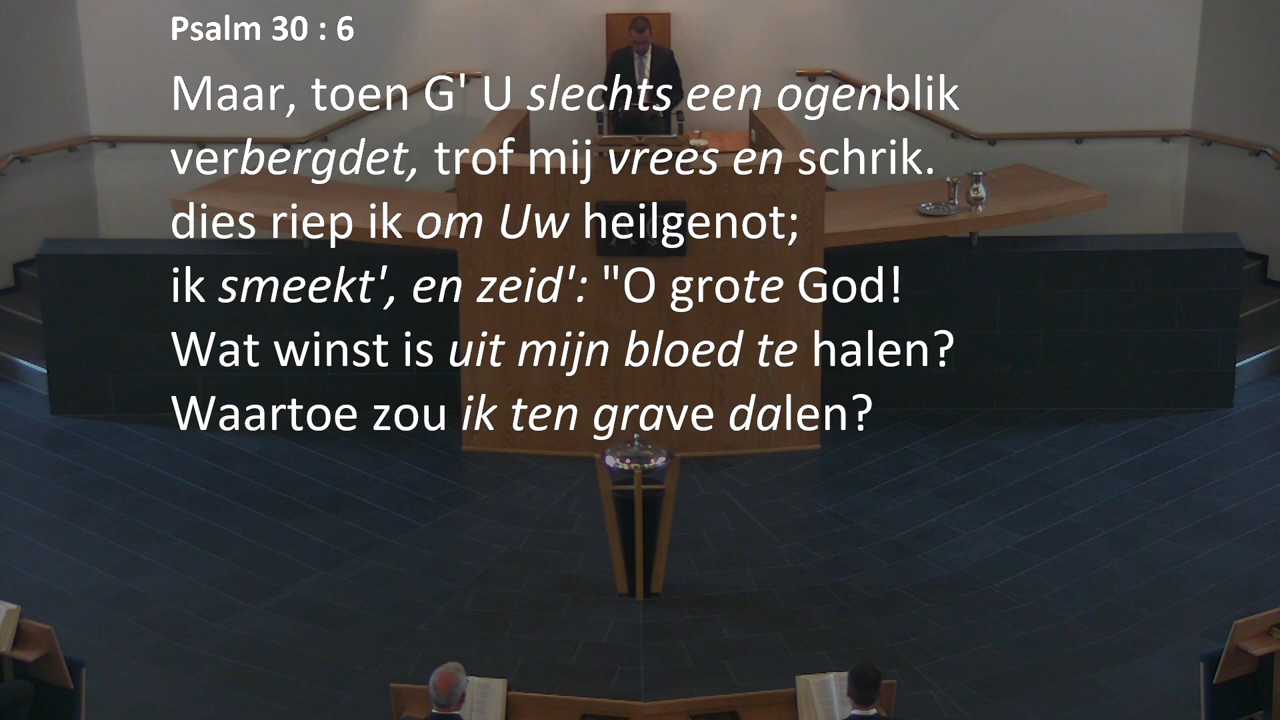 Psalm 30 : 6
Maar, toen G' U slechts een ogenblik
verbergdet, trof mij vrees en schrik.
dies riep ik om Uw heilgenot;
ik smeekt', en zeid': "O grote God!
Wat winst is uit mijn bloed te halen?
Waartoe zou ik ten grave dalen?